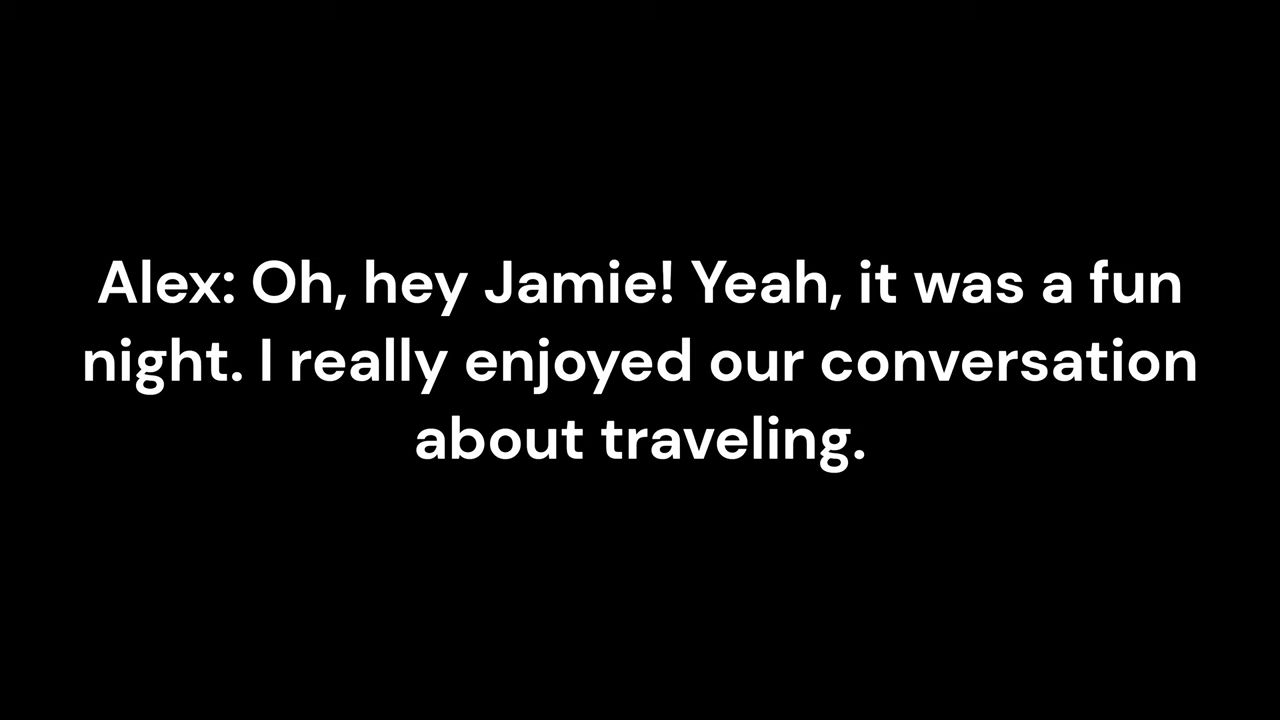 Alex: Oh, hey Jamie! Yeah, it was a fun
night. I really enjoyed our conversation
about traveling.